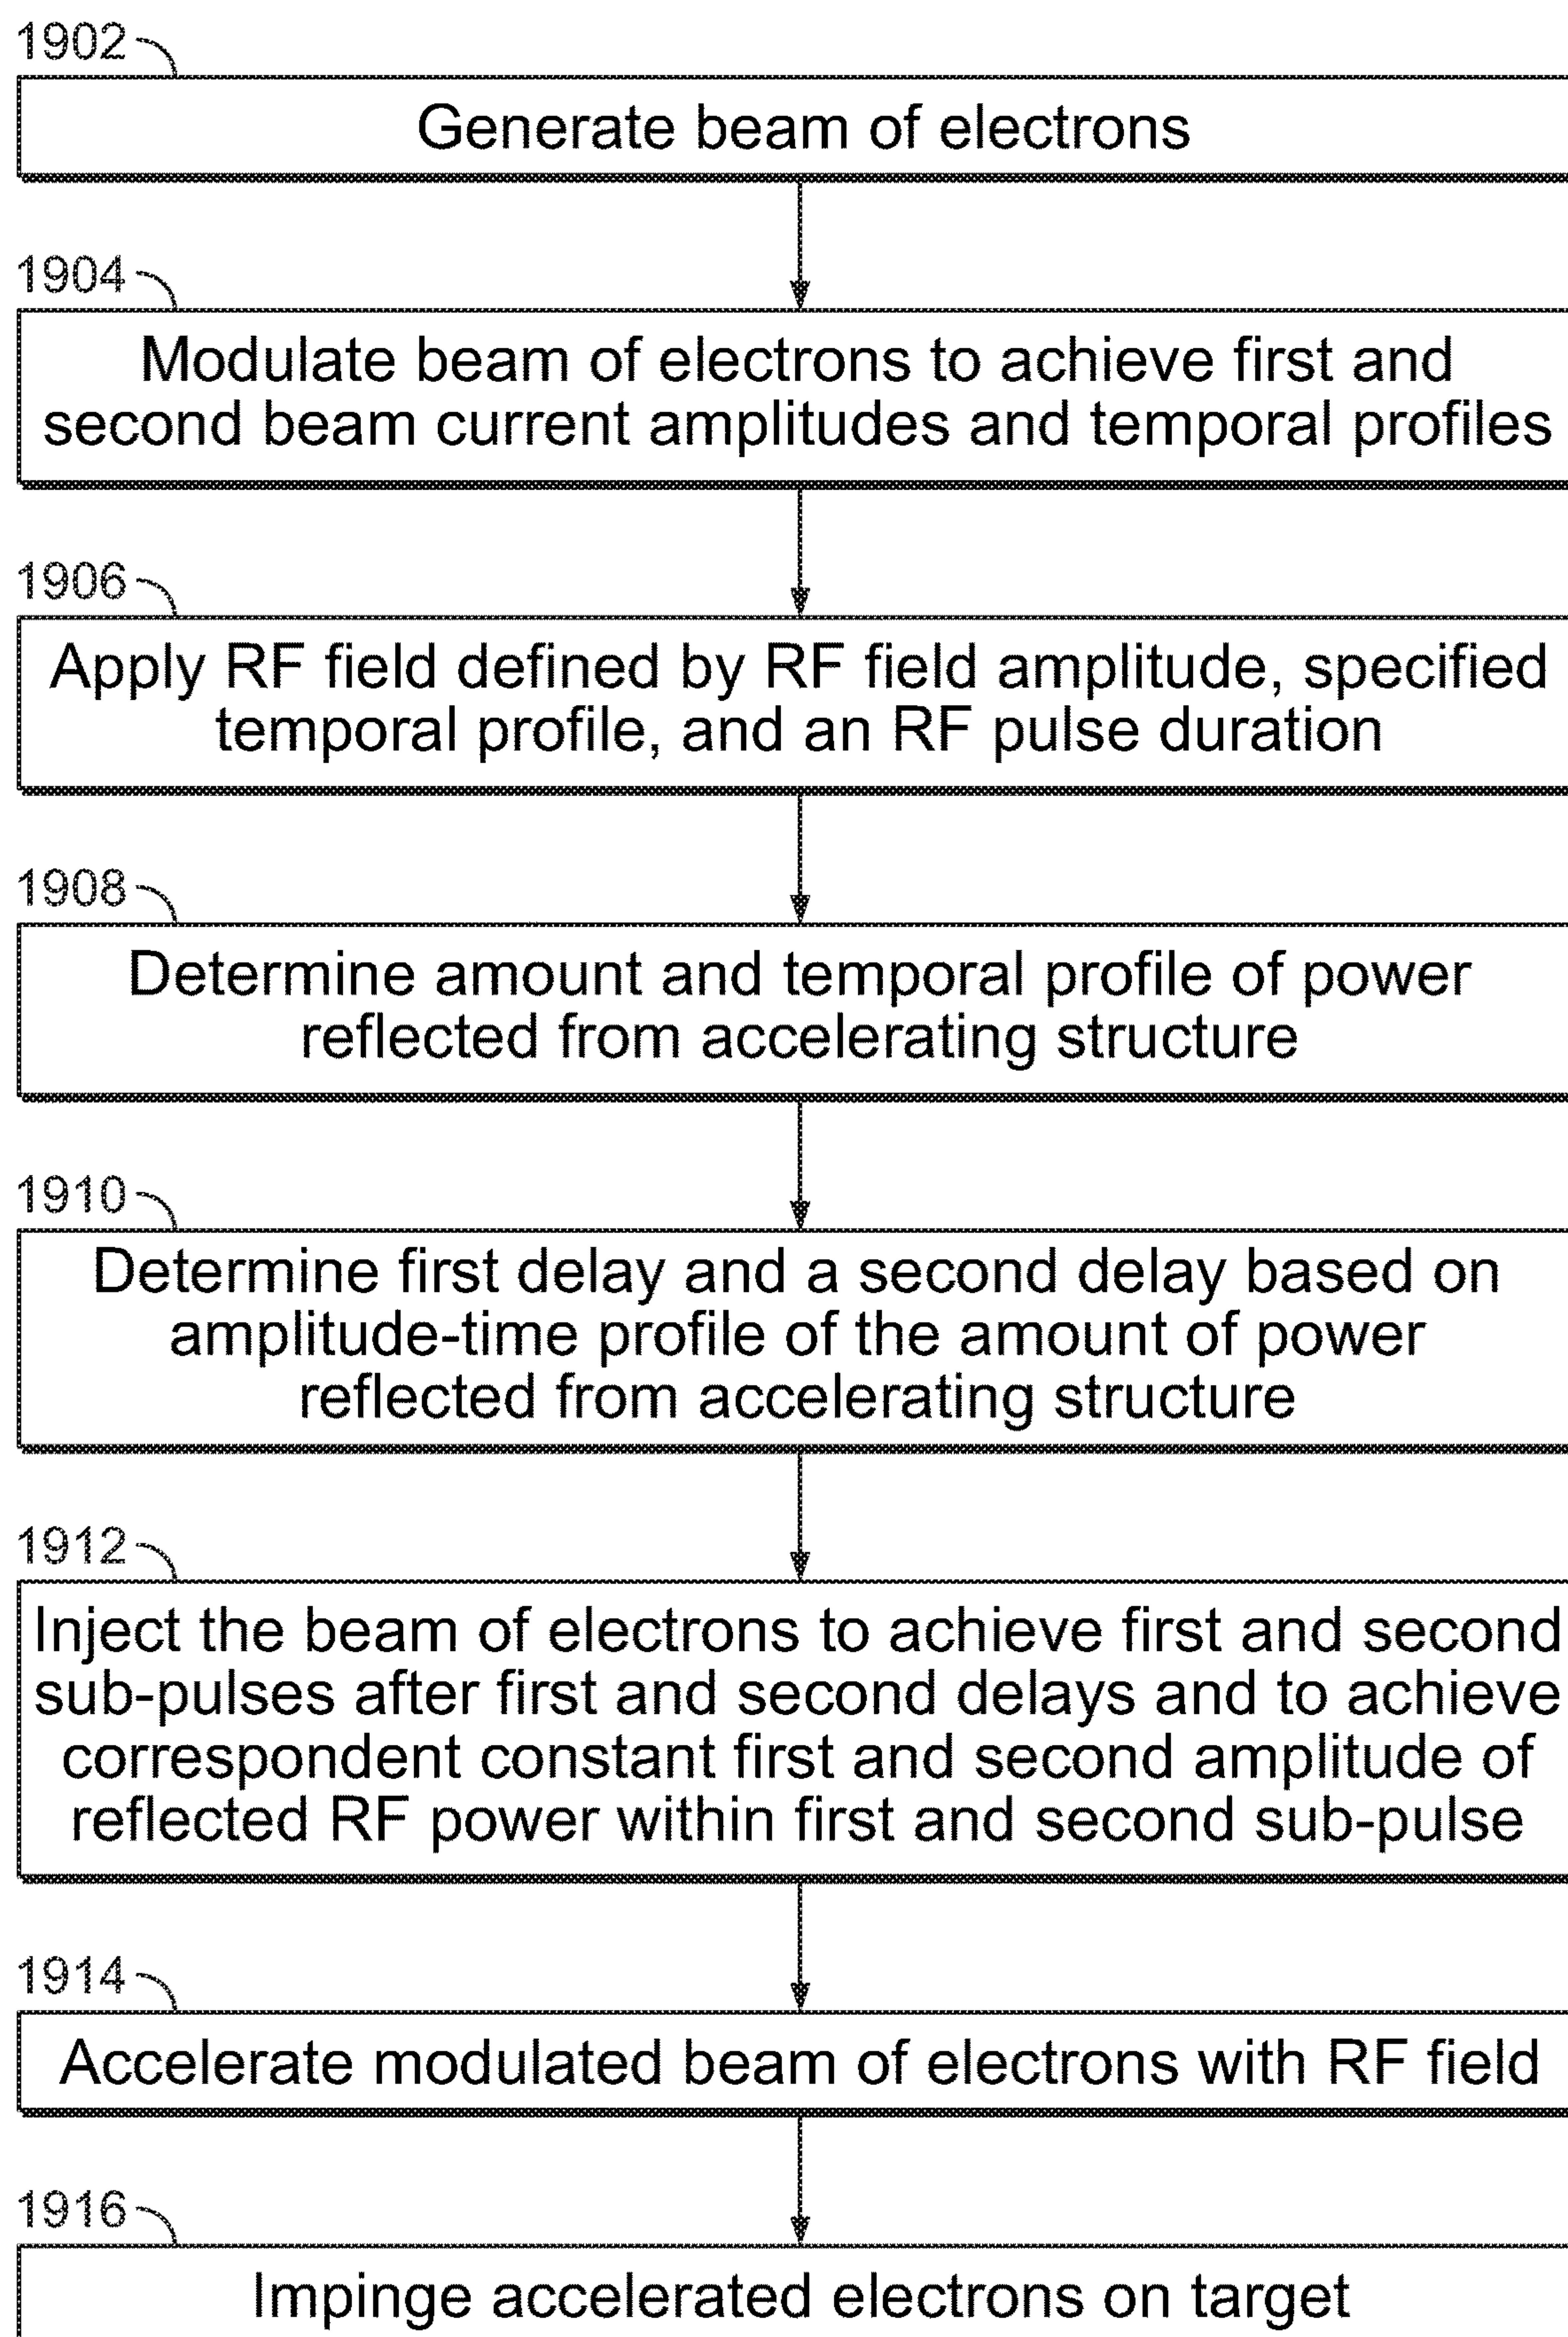 1902
Generate beam of electrons
1904
Modulate beam of electrons to achieve first and
second beam current amplitudes and temporal profiles
1906
Apply RF field defined by RF field amplitude, specified
temporal profile, and an RF pulse duration
1908
Determine amount and temporal profile of power
reflected from accelerating structure
1910
Determine first delay and a second delay based on
amplitude-time profile of the amount of power
reflected from accelerating structure
1912
Inject the beam of electrons to achieve first and second
sub-pulses after first and second delays and to achieve
correspondent constant first and second amplitude of
reflected RF power within first and second sub-pulse
1914
Accelerate modulated beam of electrons with RF field
1916
Impinge accelerated electrons on target